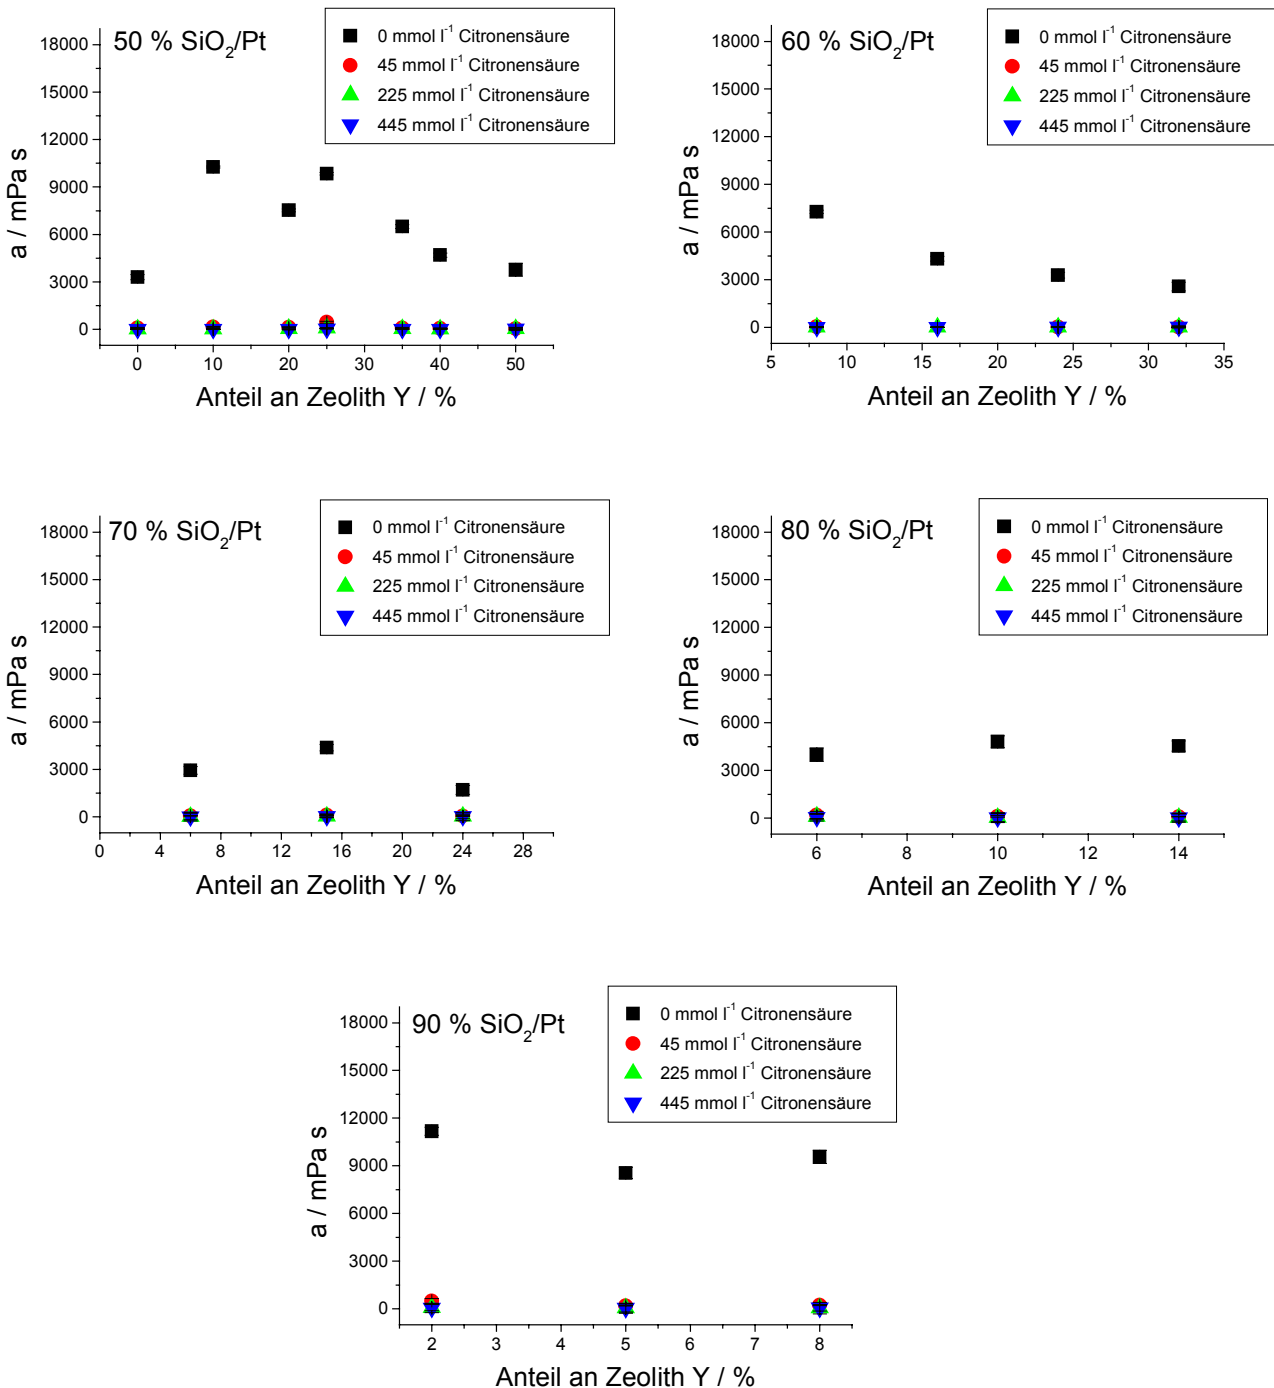 50 % SiO₂/Pt
0 mmol l⁻¹ Citronensäure
45 mmol l⁻¹ Citronensäure
225 mmol l⁻¹ Citronensäure
445 mmol l⁻¹ Citronensäure
18000
15000
12000
9000
6000
3000
0
a / mPa s
0 10 20 30 40 50
Anteil an Zeolith Y / %
60 % SiO₂/Pt
0 mmol l⁻¹ Citronensäure
45 mmol l⁻¹ Citronensäure
225 mmol l⁻¹ Citronensäure
445 mmol l⁻¹ Citronensäure
18000
15000
12000
9000
6000
3000
0
a / mPa s
5 10 15 20 25 30 35
Anteil an Zeolith Y / %
70 % SiO₂/Pt
0 mmol l⁻¹ Citronensäure
45 mmol l⁻¹ Citronensäure
225 mmol l⁻¹ Citronensäure
445 mmol l⁻¹ Citronensäure
18000
15000
12000
9000
6000
3000
0
a / mPa s
0 4 8 12 16 20 24 28
Anteil an Zeolith Y / %
80 % SiO₂/Pt
0 mmol l⁻¹ Citronensäure
45 mmol l⁻¹ Citronensäure
225 mmol l⁻¹ Citronensäure
445 mmol l⁻¹ Citronensäure
18000
15000
12000
9000
6000
3000
0
a / mPa s
6 8 10 12 14
Anteil an Zeolith Y / %
90 % SiO₂/Pt
0 mmol l⁻¹ Citronensäure
45 mmol l⁻¹ Citronensäure
225 mmol l⁻¹ Citronensäure
445 mmol l⁻¹ Citronensäure
18000
15000
12000
9000
6000
3000
0
a / mPa s
2 3 4 5 6 7 8
Anteil an Zeolith Y / %